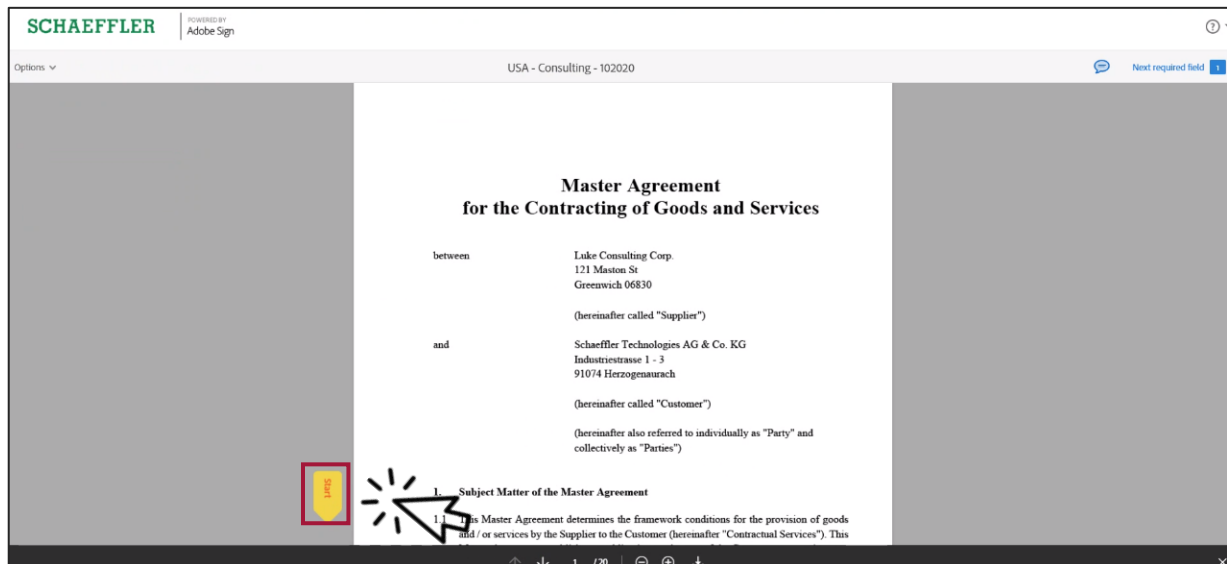 SCHAEFFLER
POWERED BY
Adobe Sign
Options
USA - Consulting - 102020
Next required field 1
Master Agreement
for the Contracting of Goods and Services
between
Luke Consulting Corp.
121 Maston St
Greenwich 06830
(hereinafter called "Supplier")
and
Schaeffler Technologies AG & Co. KG
Industriestrasse 1 - 3
91074 Herzogenaurach
(hereinafter called "Customer")
(hereinafter also referred to individually as "Party" and
collectively as "Parties")
Start
1. Subject Matter of the Master Agreement
1.1 This Master Agreement determines the framework conditions for the provision of goods
and / or services by the Supplier to the Customer (hereinafter "Contractual Services"). This
1 /20